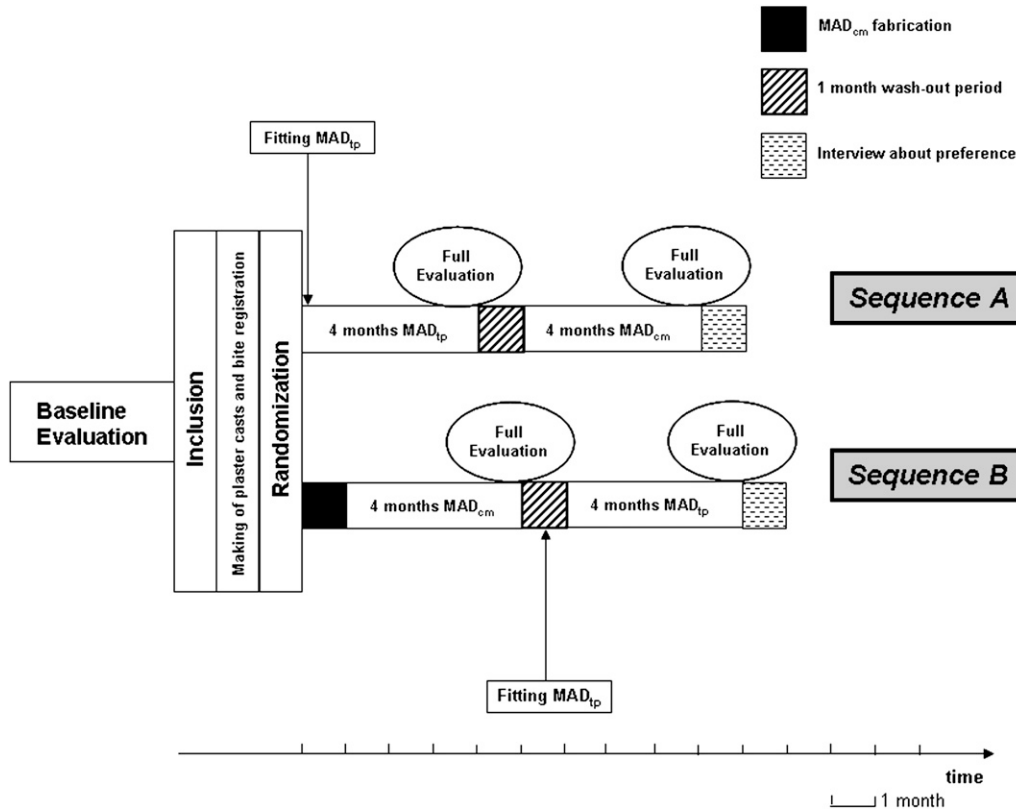 MADcm fabrication
1 month wash-out period
Interview about preference
Fitting MADtp
Full
Evaluation
Full
Evaluation
Sequence A
4 months MADtp
4 months MADcm
Baseline
Evaluation
Inclusion
Making of plaster casts and bite registration
Randomization
Full
Evaluation
Full
Evaluation
Sequence B
4 months MADcm
4 months MADtp
Fitting MADtp
time
1 month